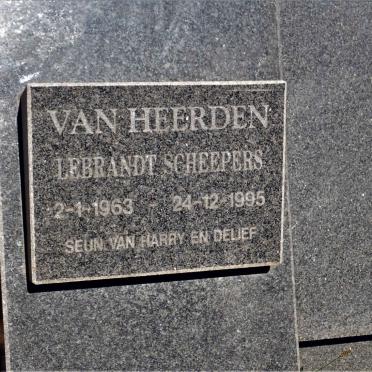 VAN HEERDEN
LEBRANDT SCHEEPERS
2-1-1963 - 24-12-1995
SEUN VAN HARRY EN DELIEF